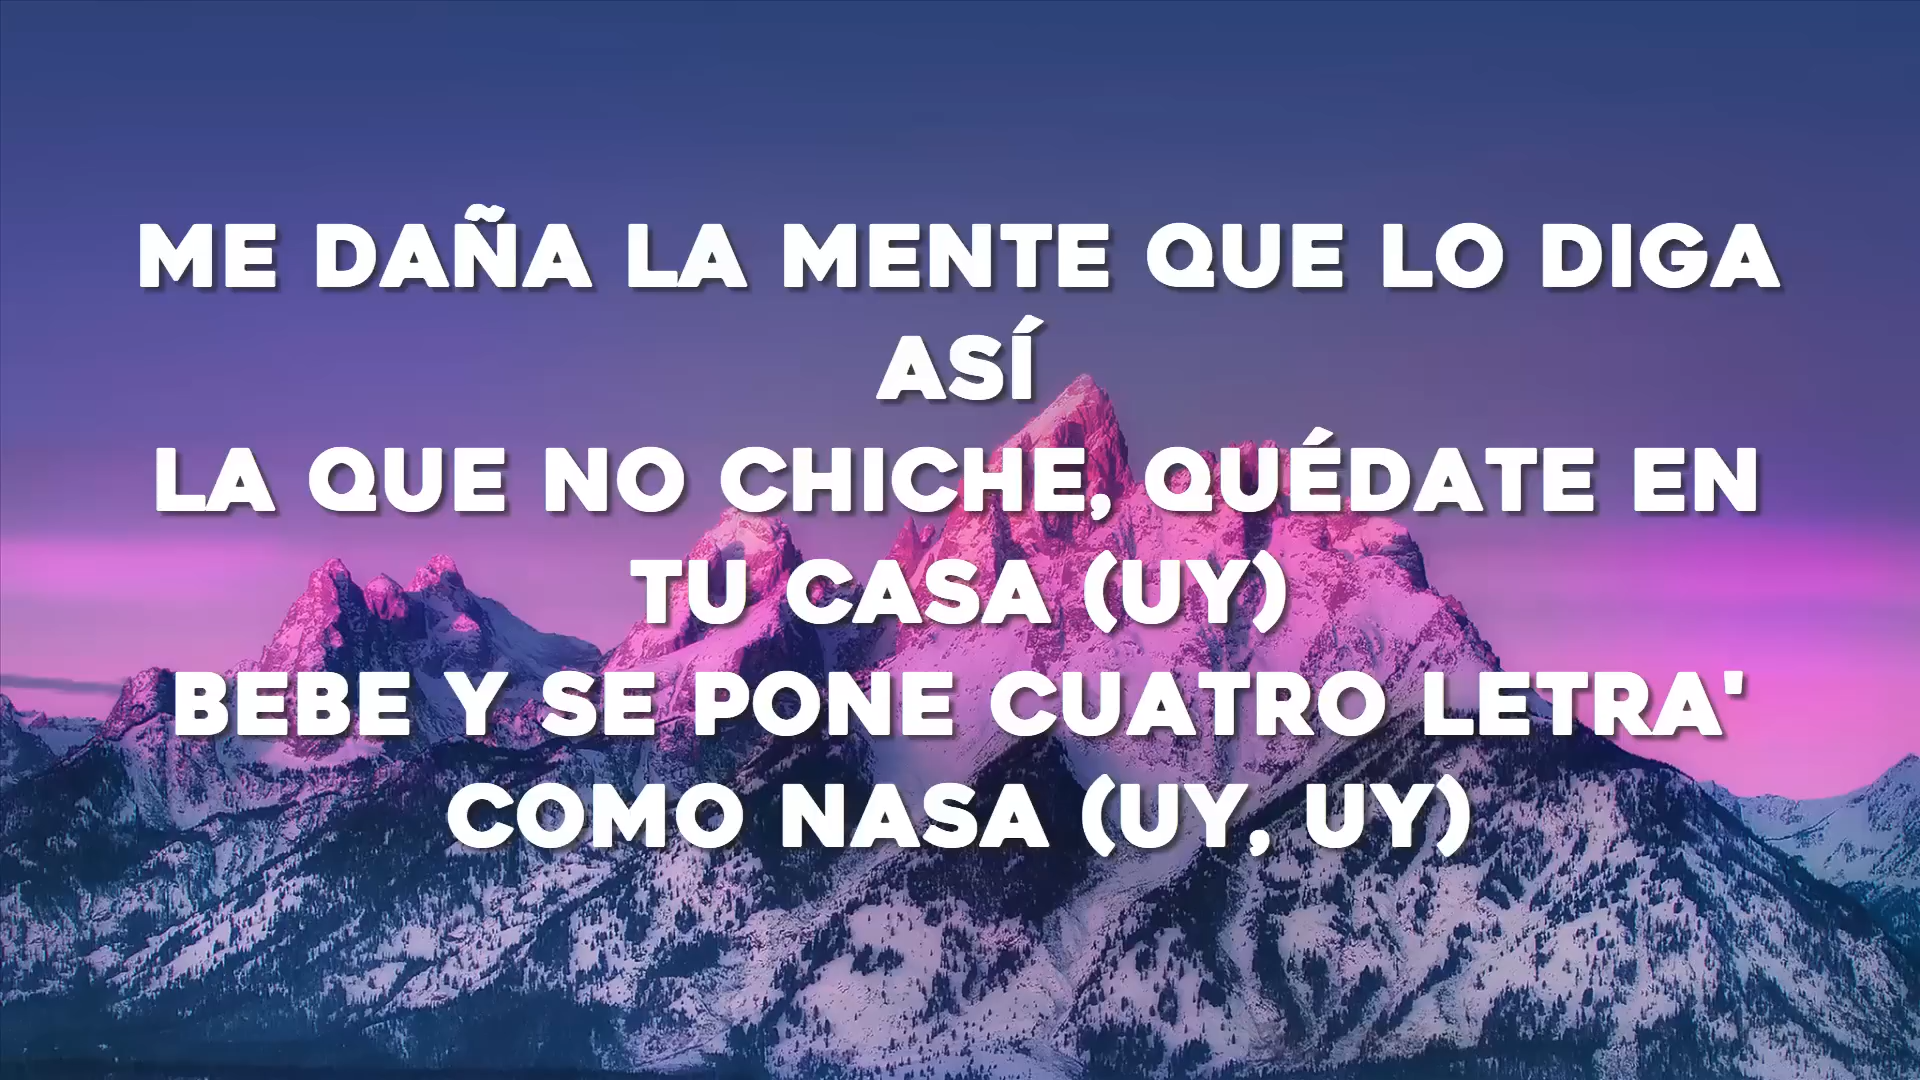 ME DAÑA LA MENTE QUE LO DIGA
ASÍ
LA QUE NO CHICHE, QUÉDATE EN
TU CASA (UY)
BEBE Y SE PONE CUATRO LETRA'
COMO NASA (UY, UY)